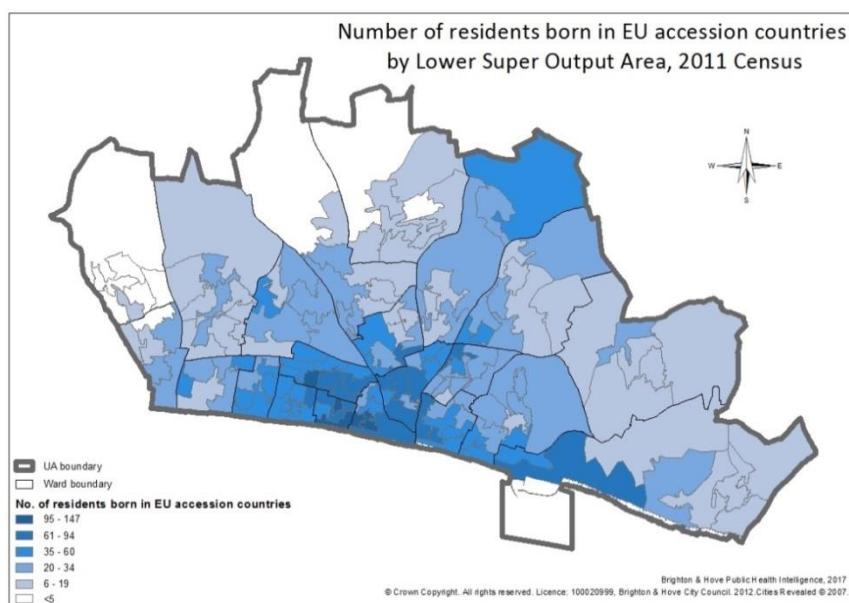 Number of residents born in EU accession countries
by Lower Super Output Area, 2011 Census
N
W
E
S
UA boundary
Ward boundary
No. of residents born in EU accession countries
95 - 147
61 - 94
35 - 60
20 - 34
6 - 19
<5
Brighton & Hove Public Health Intelligence, 2017
© Crown Copyright. All rights reserved. Licence: 100020999, Brighton & Hove City Council. 2012.Cities Revealed © 2007.